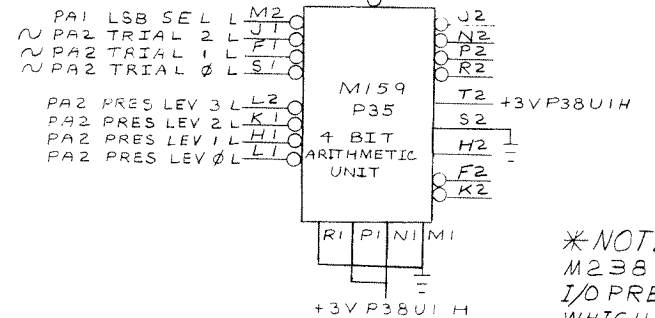 PA1 LSB SEL L M2
~ PA2 TRIAL 2 L J1
~ PA2 TRIAL 1 L F1
~ PA2 TRIAL Ø L S1
PA2 PRES LEV 3 L L2
PA2 PRES LEV 2 L K1
PA2 PRES LEV 1 L H1
PA2 PRES LEV Ø L L1
M159
P35
4 BIT
ARITHMETIC
UNIT
J2
N2
P2
R2
T2 +3VP38U1H
S2
H2
F2
K2
R1 P1 N1 M1
+3V P38U1 H
*NOT
M238
I/O PRE
WHICH